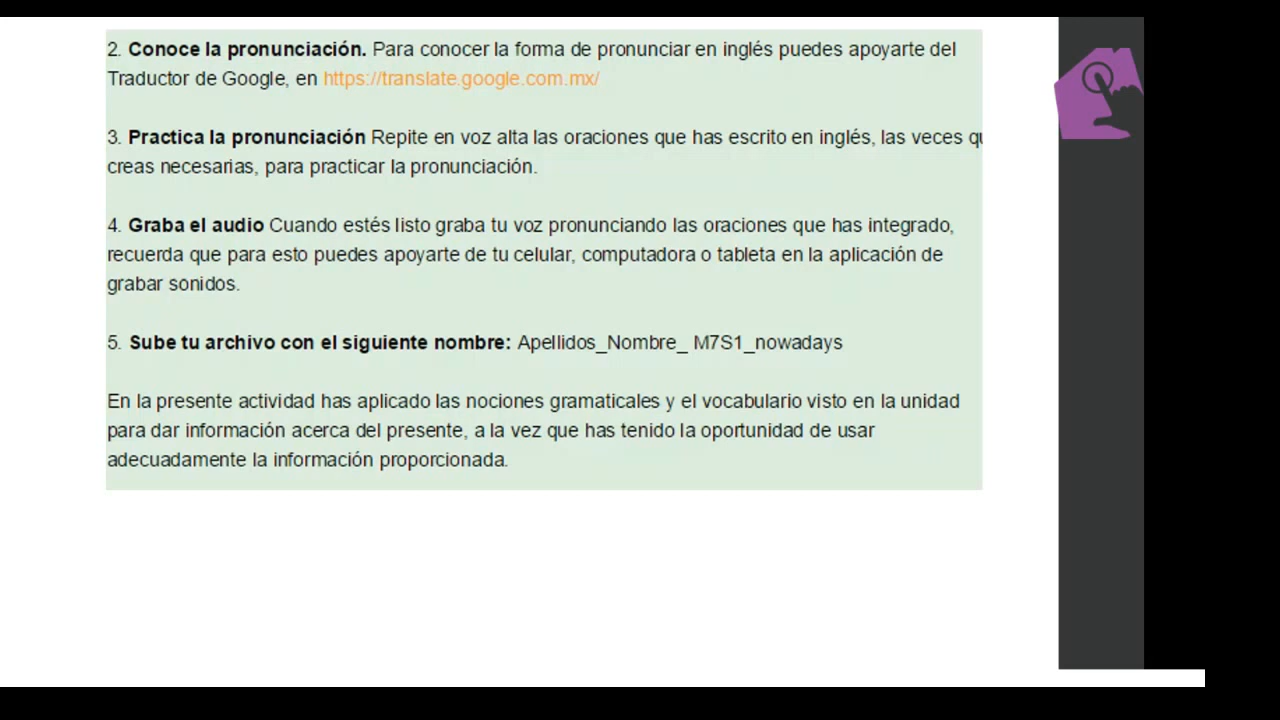 2. Conoce la pronunciación. Para conocer la forma de pronunciar en inglés puedes apoyarte del
Traductor de Google, en https://translate.google.com.mx/
3. Practica la pronunciación Repite en voz alta las oraciones que has escrito en inglés, las veces
creas necesarias, para practicar la pronunciación.
4. Graba el audio Cuando estés listo graba tu voz pronunciando las oraciones que has integrado,
recuerda que para esto puedes apoyarte de tu celular, computadora o tableta en la aplicación de
grabar sonidos.
5. Sube tu archivo con el siguiente nombre: Apellidos_Nombre_ M7S1_nowadays
En la presente actividad has aplicado las nociones gramaticales y el vocabulario visto en la unidad
para dar información acerca del presente, a la vez que has tenido la oportunidad de usar
adecuadamente la información proporcionada.